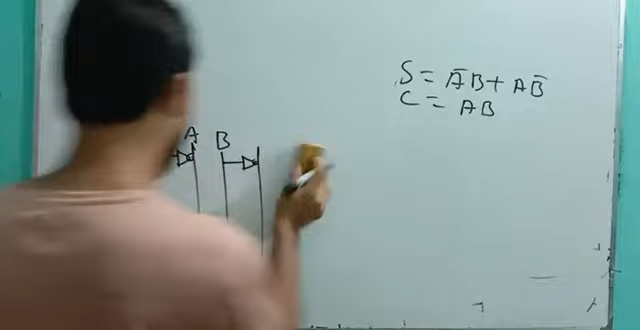 S = A̅B + AB̅
C = AB
A B